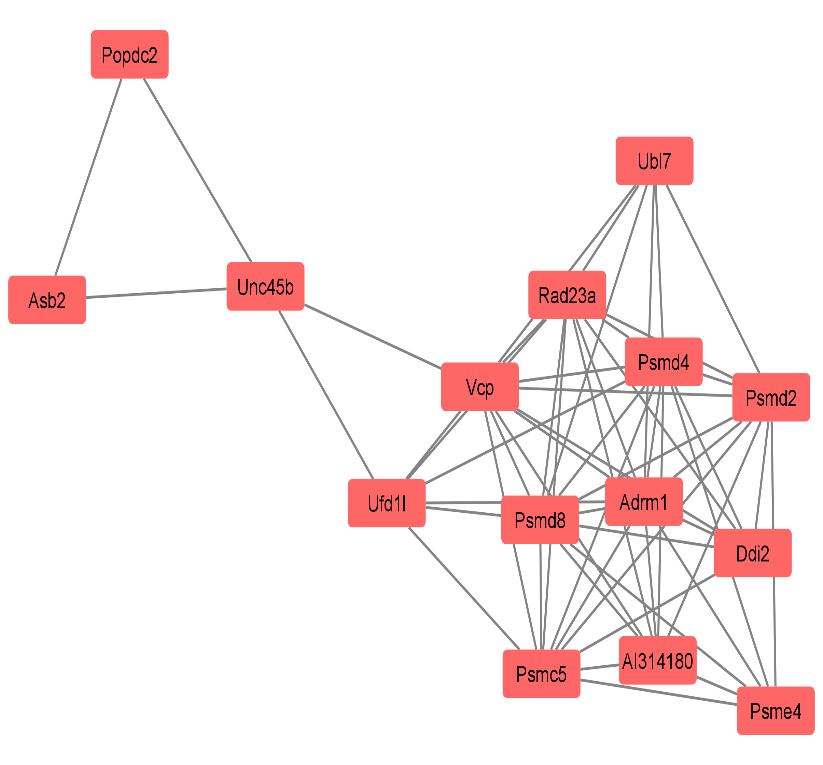 Popdc2
Ubl7
Asb2
Unc45b
Rad23a
Psmd4
Vcp
Psmd2
Ufd1l
Psmd8
Adrm1
Ddi2
Psmc5
AI314180
Psme4